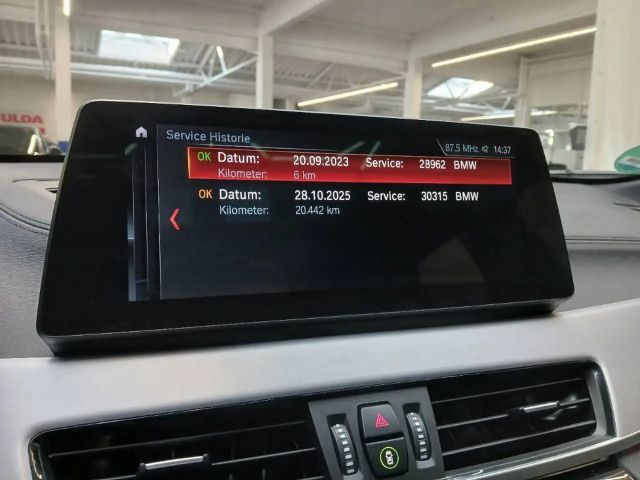 ULDA
Service Historie
87.5 MHz 14:37
OK Datum: 20.09.2023 Service: 28962 BMW
Kilometer: 6 km
OK Datum: 28.10.2025 Service: 30315 BMW
Kilometer: 20.442 km